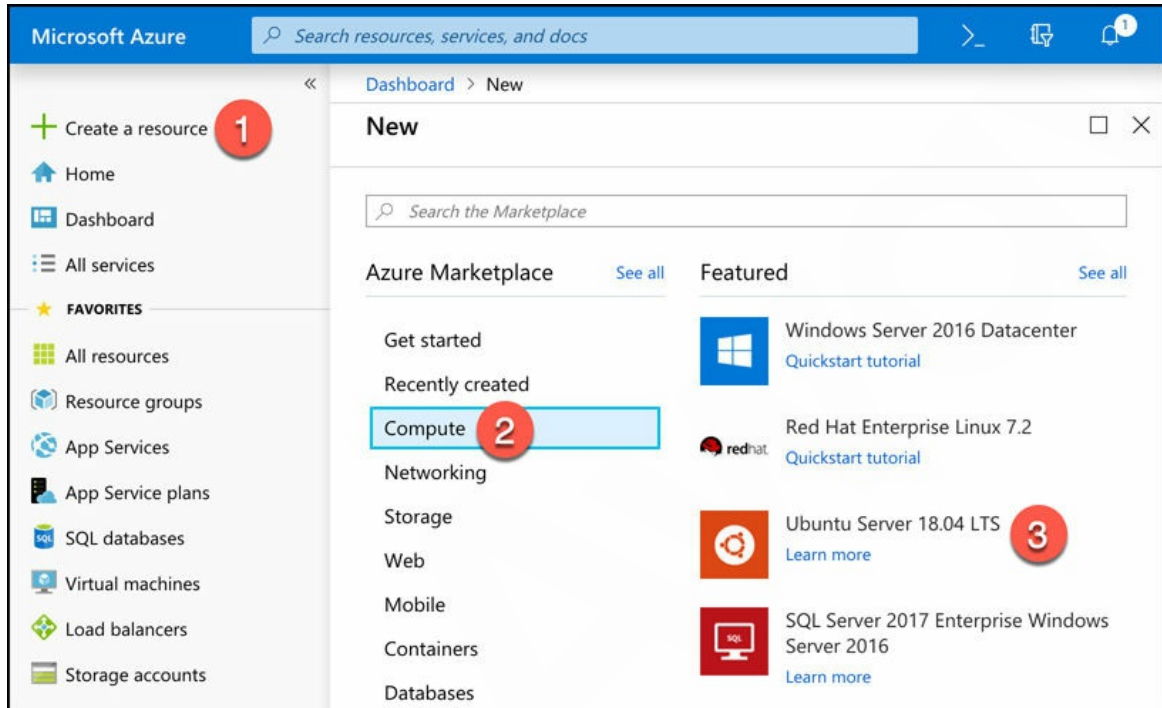 Microsoft Azure
Search resources, services, and docs
>_
1
«
Create a resource
1
Home
Dashboard
All services
FAVORITES
All resources
Resource groups
App Services
App Service plans
SQL
SQL databases
Virtual machines
Load balancers
Storage accounts
Dashboard > New
New
Search the Marketplace
Azure Marketplace
See all
Get started
Recently created
Compute
2
Networking
Storage
Web
Mobile
Containers
Databases
Featured
See all
Windows Server 2016 Datacenter
Quickstart tutorial
redhat
Red Hat Enterprise Linux 7.2
Quickstart tutorial
Ubuntu Server 18.04 LTS
3
Learn more
SQL
SQL Server 2017 Enterprise Windows
Server 2016
Learn more